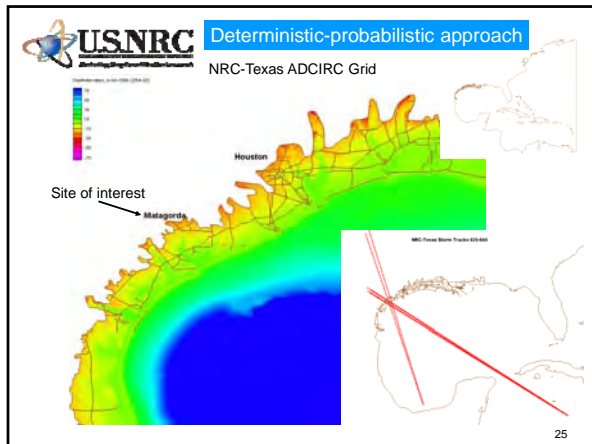 U.S.NRC
Deterministic-probabilistic approach
NRC-Texas ADCIRC Grid
Houston
Site of interest
Matagorda
NRC-Texas Storm Tracks
25